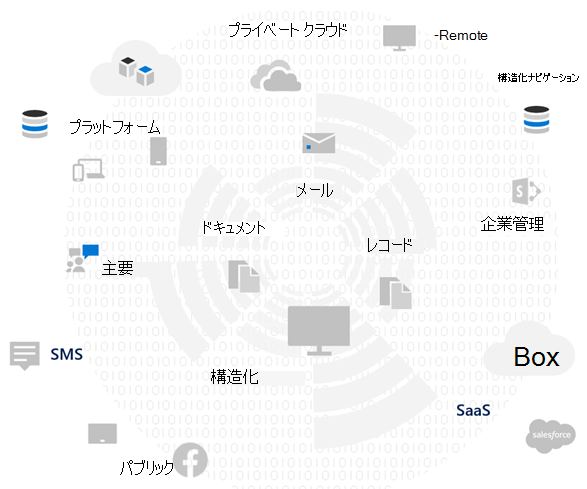 プライベート クラウド
-Remote
構造化ナビゲーション
プラットフォーム
メール
ドキュメント
レコード
企業管理
主要
SMS
Box
構造化
SaaS
salesforce
パブリック